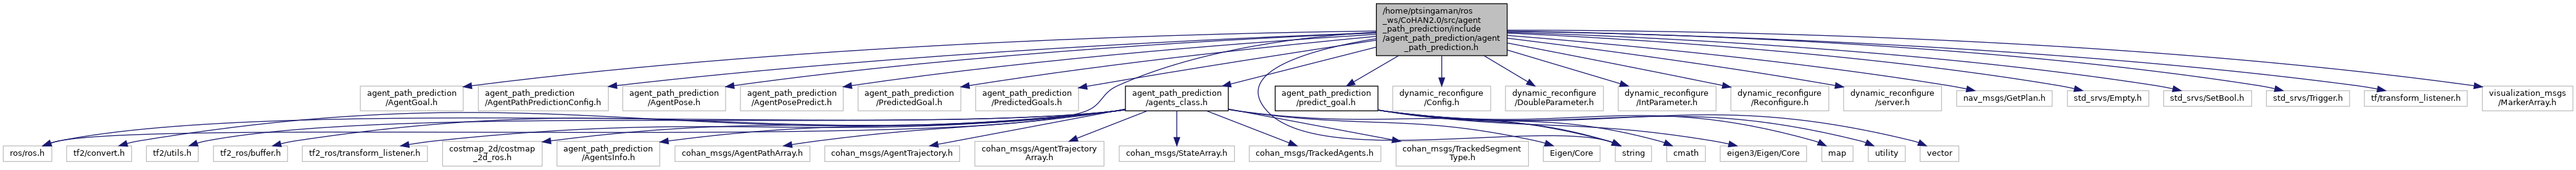 /home/ptsingaman/ros
_ws/CoHAN2.0/src/agent
_path_prediction/include
/agent_path_prediction/agent
_path_prediction.h
agent_path_prediction
/AgentGoal.h
agent_path_prediction
/AgentPathPredictionConfig.h
agent_path_prediction
/AgentPose.h
agent_path_prediction
/AgentPosePredict.h
agent_path_prediction
/PredictedGoal.h
agent_path_prediction
/PredictedGoals.h
agent_path_prediction
/agents_class.h
agent_path_prediction
/predict_goal.h
dynamic_reconfigure
/Config.h
dynamic_reconfigure
/DoubleParameter.h
dynamic_reconfigure
/IntParameter.h
dynamic_reconfigure
/Reconfigure.h
dynamic_reconfigure
/server.h
nav_msgs/GetPlan.h
std_srvs/Empty.h
std_srvs/SetBool.h
std_srvs/Trigger.h
tf/transform_listener.h
visualization_msgs
/MarkerArray.h
ros/ros.h
tf2/convert.h
tf2/utils.h
tf2_ros/buffer.h
tf2_ros/transform_listener.h
costmap_2d/costmap
_2d_ros.h
agent_path_prediction
/AgentsInfo.h
cohan_msgs/AgentPathArray.h
cohan_msgs/AgentTrajectory.h
cohan_msgs/AgentTrajectory
Array.h
cohan_msgs/StateArray.h
cohan_msgs/TrackedAgents.h
cohan_msgs/TrackedSegment
Type.h
Eigen/Core
string
cmath
eigen3/Eigen/Core
map
utility
vector